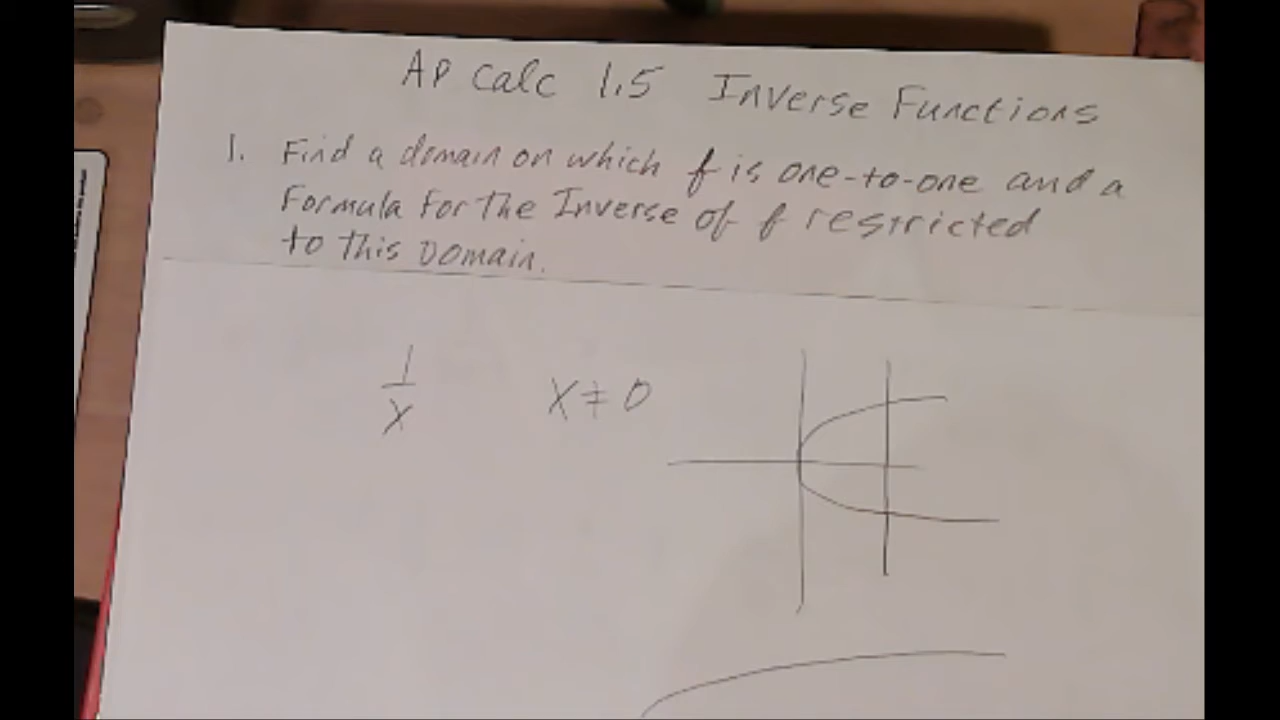 AP Calc 1.5 Inverse Functions
1. Find a domain on which f is one-to-one and a
Formula For The Inverse of f restricted
to This Domain.
1/x x≠0